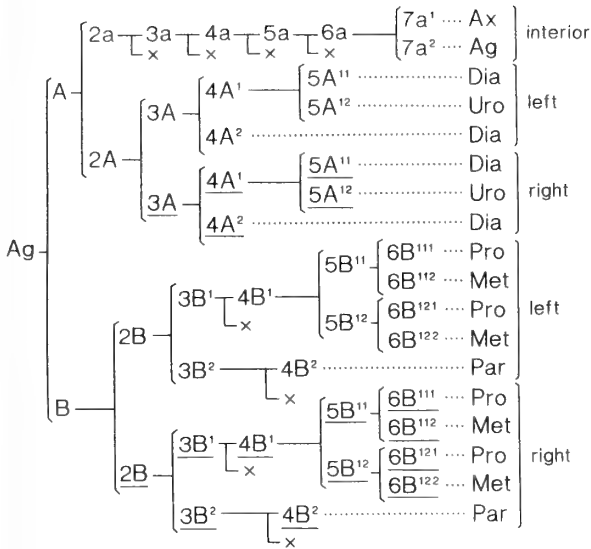 2a 3a 4a 5a 6a 7a¹ ···· Ax
× × × × 7a² ···· Ag interior
A
5A¹¹ ···· Dia
4A¹ 5A¹² ···· Uro left
3A
4A² ···· Dia
2A
5A¹¹ ···· Dia
3A 4A¹ 5A¹² ···· Uro right
4A² ···· Dia
Ag
6B¹¹¹ ···· Pro
5B¹¹ 6B¹¹² ···· Met
3B¹ 4B¹
× 5B¹² 6B¹²¹ ···· Pro left
6B¹²² ···· Met
2B
3B² 4B² ···· Par
×
B
6B¹¹¹ ···· Pro
5B¹¹ 6B¹¹² ···· Met
3B¹ 4B¹
× 5B¹² 6B¹²¹ ···· Pro right
6B¹²² ···· Met
2B
3B² 4B² ···· Par
×